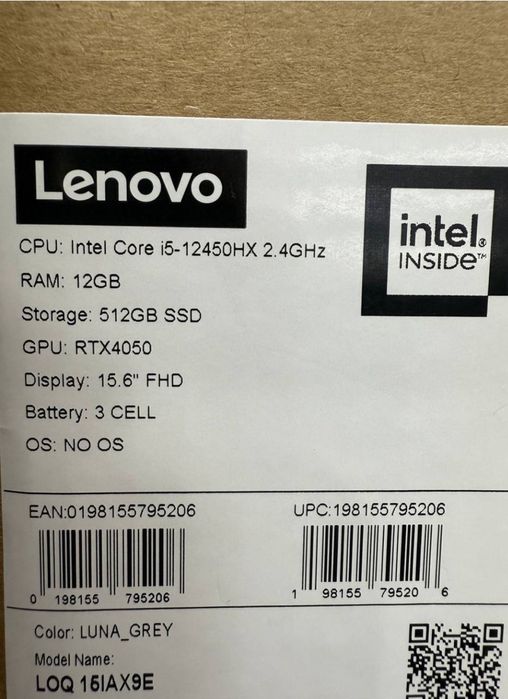 Lenovo
intel®
INSIDe™
CPU: Intel Core i5-12450HX 2.4GHz
RAM: 12GB
Storage: 512GB SSD
GPU: RTX4050
Display: 15.6" FHD
Battery: 3 CELL
OS: NO OS
EAN:0198155795206
UPC:198155795206
0 198155 795206
1 98155 79520 6
Color: LUNA_GREY
Model Name:
LOQ 15IAX9E